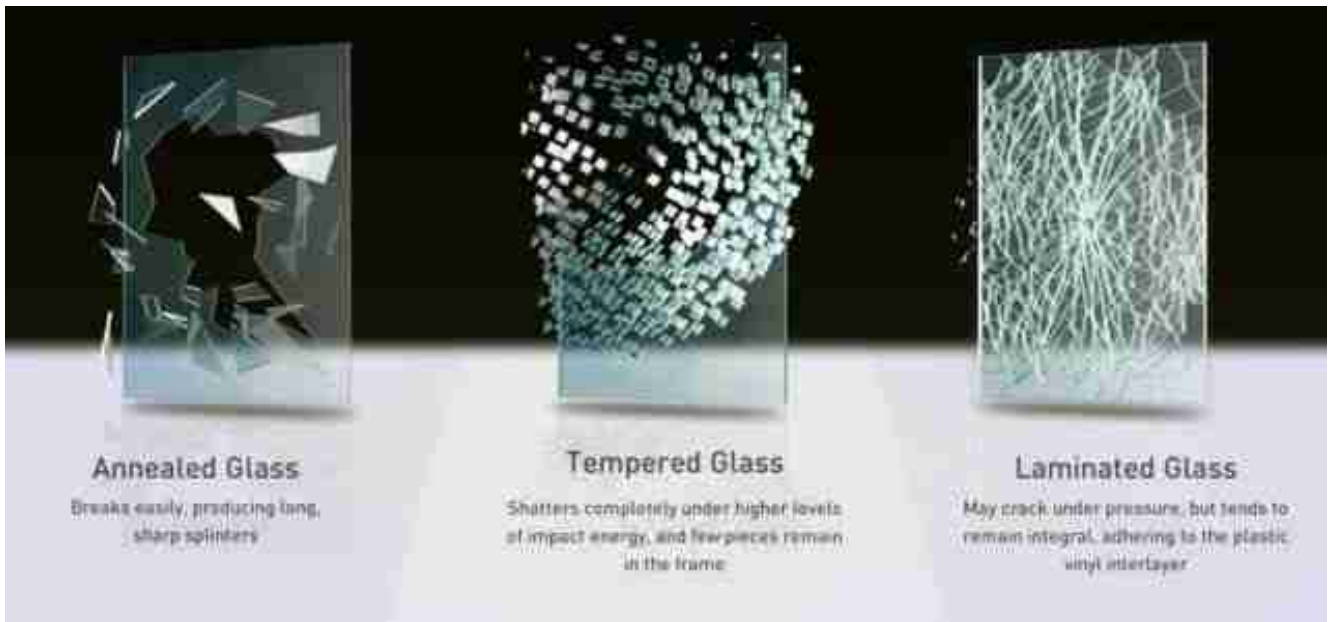 Annealed Glass
Breaks easily, producing long,
sharp splinters
Tempered Glass
Shatters completely under higher levels
of impact energy, and few pieces remain
in the frame
Laminated Glass
May crack under pressure, but tends to
remain integral, adhering to the plastic
vinyl interlayer